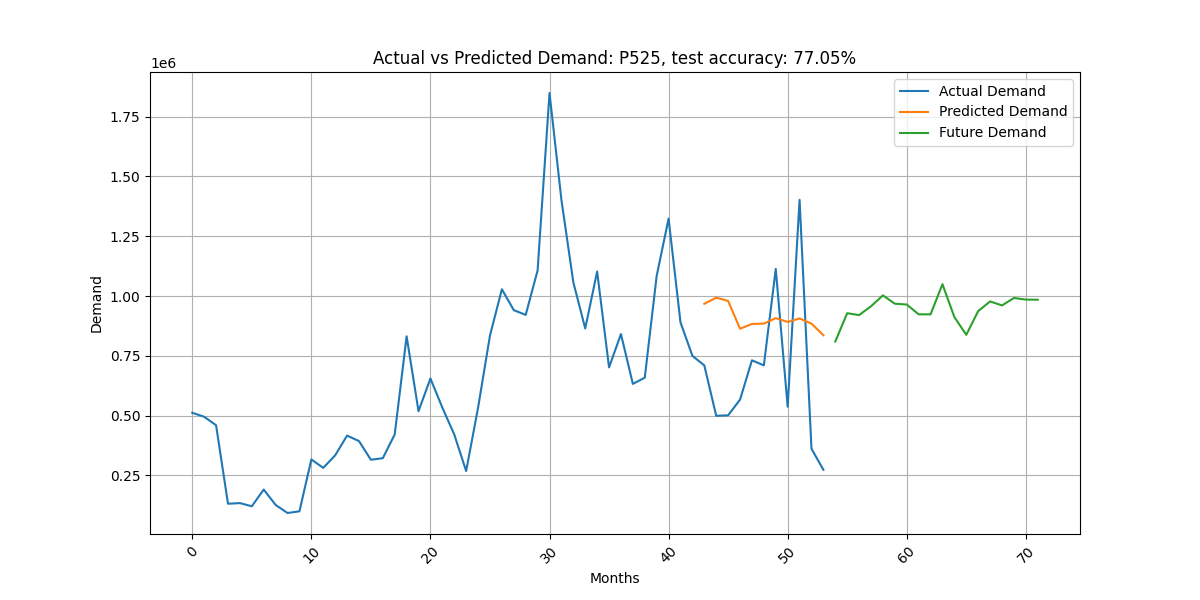 Actual vs Predicted Demand: P525, test accuracy: 77.05%
1e6
Actual Demand
Predicted Demand
Future Demand
1.75
1.50
1.25
1.00
0.75
0.50
0.25
Demand
0 10 20 30 40 50 60 70
Months